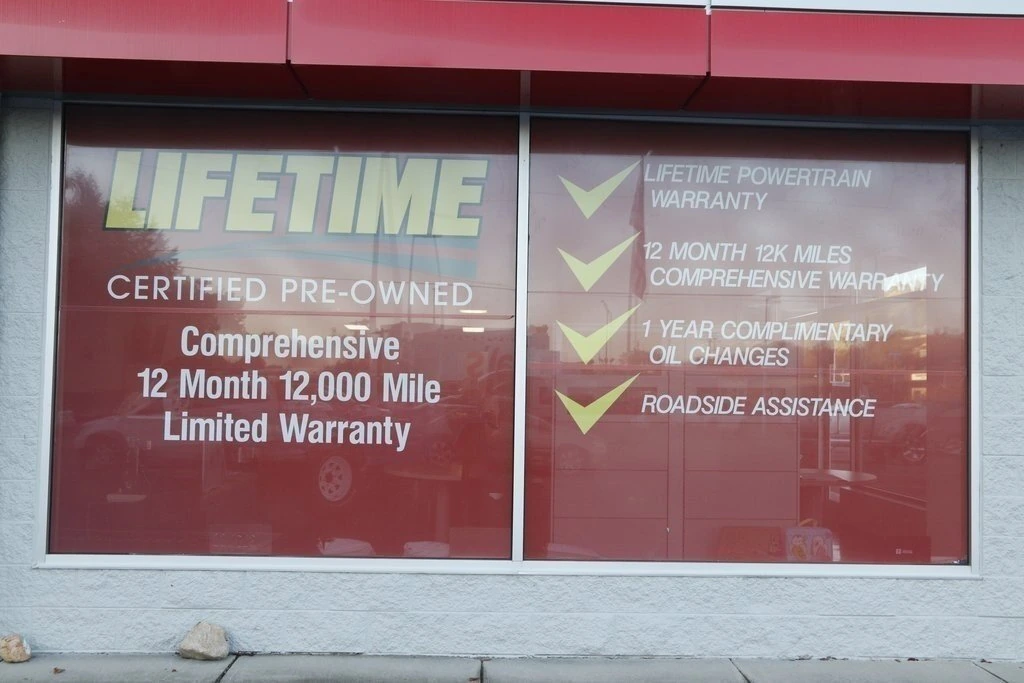 LIFETIME
CERTIFIED PRE-OWNED
Comprehensive
12 Month 12,000 Mile
Limited Warranty
LIFETIME POWERTRAIN
WARRANTY
12 MONTH 12K MILES
COMPREHENSIVE WARRANTY
1 YEAR COMPLIMENTARY
OIL CHANGES
ROADSIDE ASSISTANCE